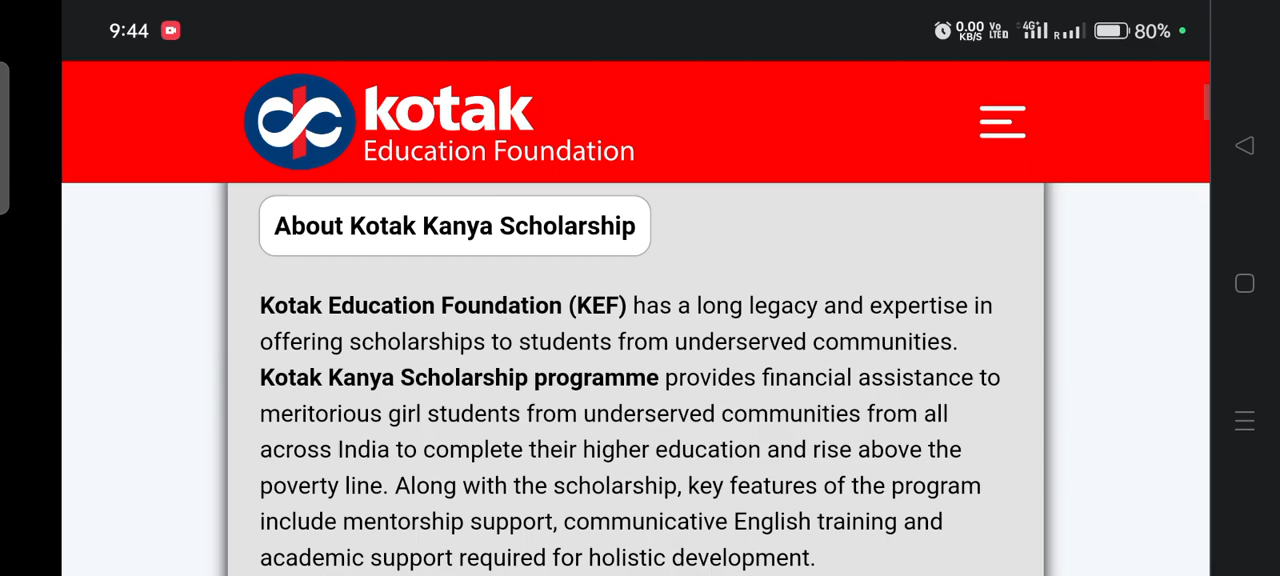 9:44
0.00 KB/S Vo LTED 4G+ R 80%
kotak
Education Foundation
About Kotak Kanya Scholarship
Kotak Education Foundation (KEF) has a long legacy and expertise in
offering scholarships to students from underserved communities.
Kotak Kanya Scholarship programme provides financial assistance to
meritorious girl students from underserved communities from all
across India to complete their higher education and rise above the
poverty line. Along with the scholarship, key features of the program
include mentorship support, communicative English training and
academic support required for holistic development.